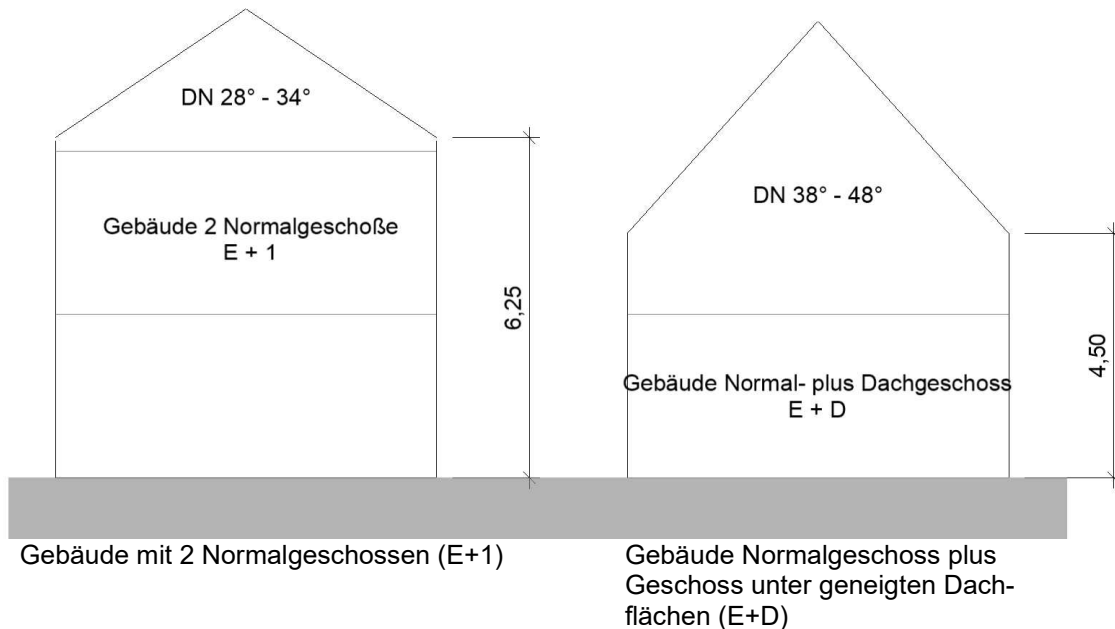 DN 28° - 34°
Gebäude 2 Normalgeschoße
E + 1
6,25
DN 38° - 48°
Gebäude Normal- plus Dachgeschoss
E + D
4,50
Gebäude mit 2 Normalgeschossen (E+1)
Gebäude Normalgeschoss plus
Geschoss unter geneigten Dach-
flächen (E+D)